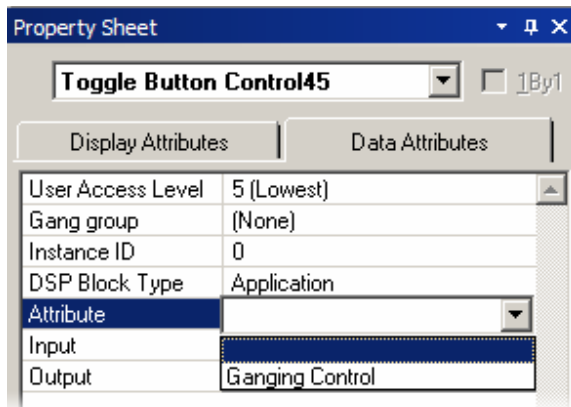 Property Sheet
Toggle Button Control45
1By1
Display Attributes
Data Attributes
User Access Level 5 (Lowest)
Gang group (None)
Instance ID 0
DSP Block Type Application
Attribute
Input
Output Ganging Control